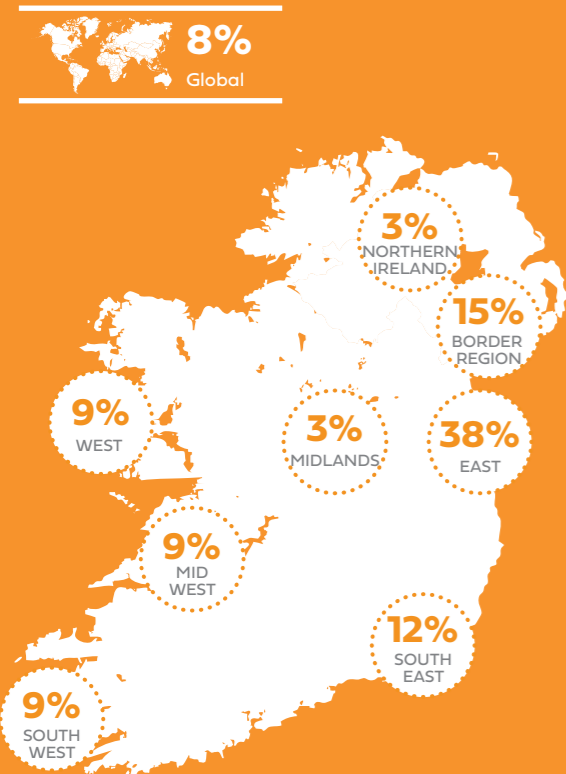 8%
Global
3%
NORTHERN
IRELAND
15%
BORDER
REGION
9%
WEST
3%
MIDLANDS
38%
EAST
9%
MID
WEST
12%
SOUTH
EAST
9%
SOUTH
WEST